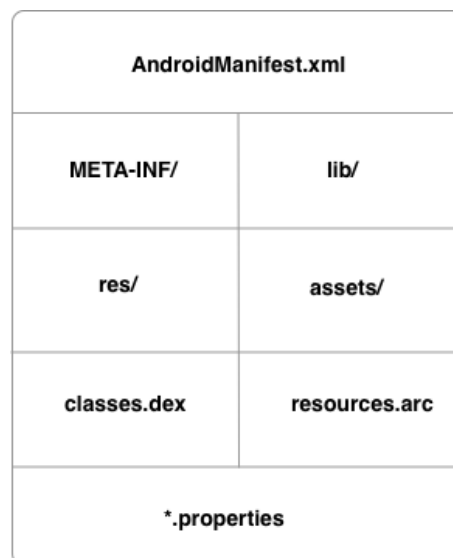 AndroidManifest.xml
META-INF/
lib/
res/
assets/
classes.dex
resources.arc
*.properties